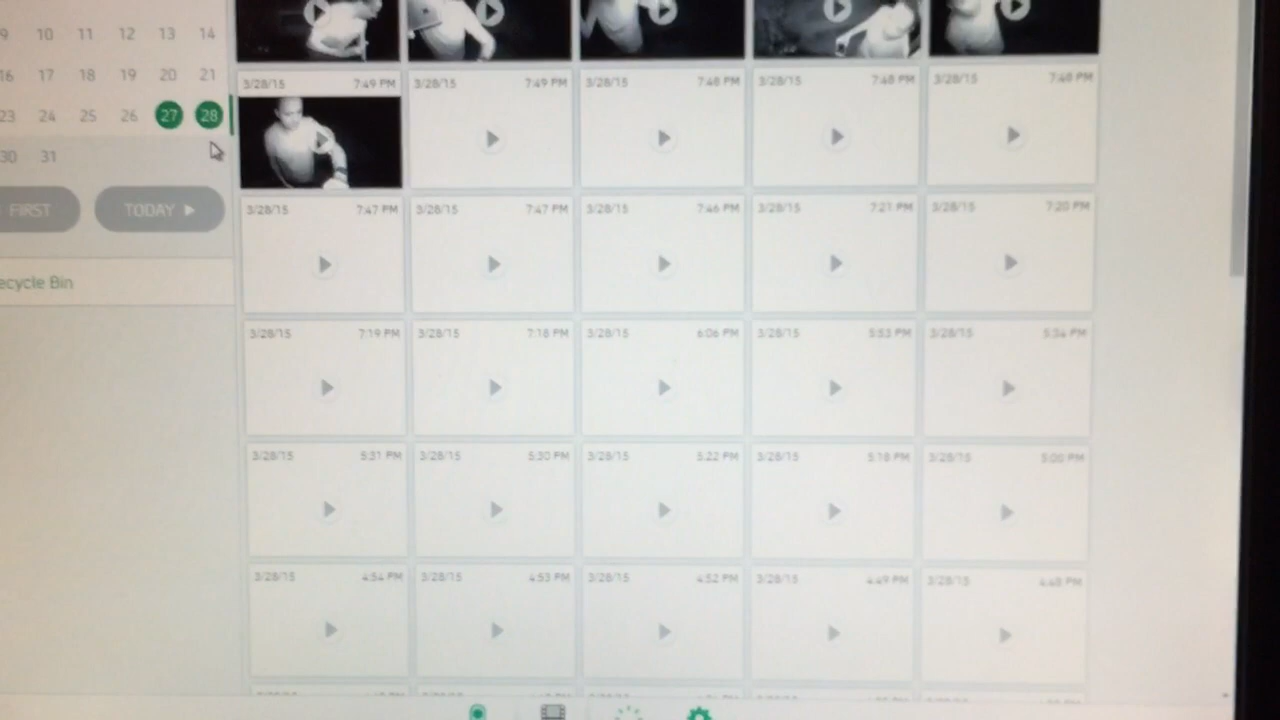 9 10 11 12 13 14
16 17 18 19 20 21
23 24 25 26 27 28
30 31
FIRST TODAY
ecycle Bin
3/28/15 7:49 PM 3/28/15 7:49 PM 3/28/15 7:48 PM 3/28/15 7:48 PM 3/28/15 7:48 PM
3/28/15 7:47 PM 3/28/15 7:47 PM 3/28/15 7:46 PM 3/28/15 7:21 PM 3/28/15 7:20 PM
3/28/15 7:19 PM 3/28/15 7:18 PM 3/28/15 6:06 PM 3/28/15 5:53 PM 3/28/15 5:34 PM
3/28/15 5:31 PM 3/28/15 5:30 PM 3/28/15 5:22 PM 3/28/15 5:18 PM 3/28/15 5:00 PM
3/28/15 4:54 PM 3/28/15 4:53 PM 3/28/15 4:52 PM 3/28/15 4:49 PM 3/28/15 4:48 PM